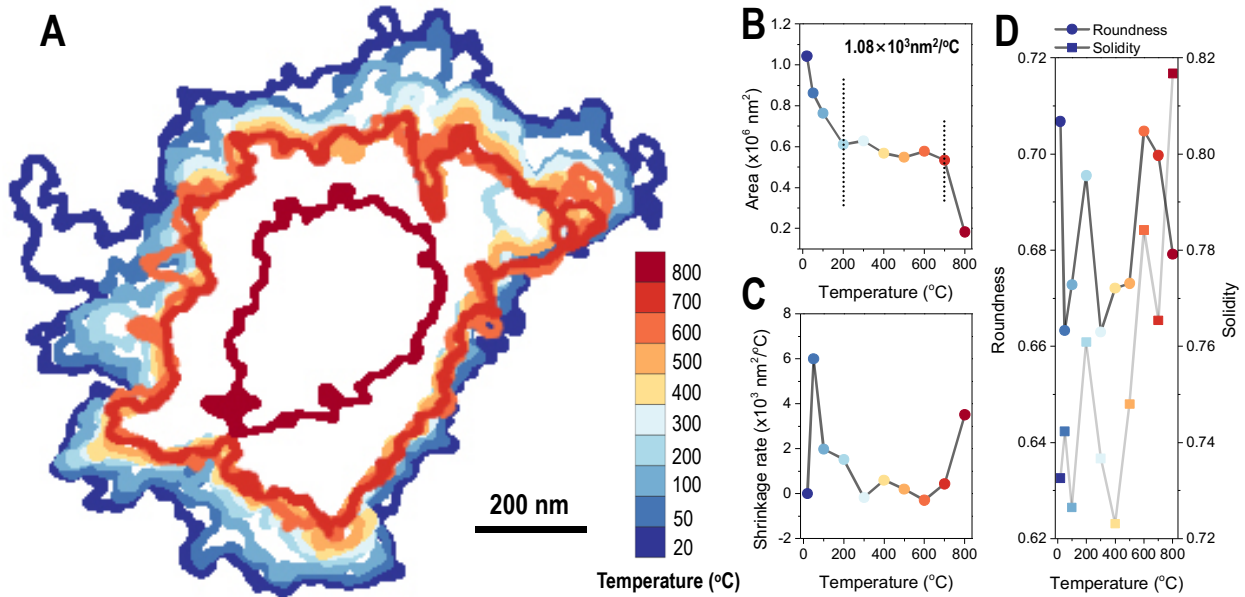 A
800
700
600
500
400
300
200
100
50
20
Temperature (°C)
200 nm
B
1.08×10³nm²/°C
1.2
1.0
0.8
0.6
0.4
0.2
Area (x10⁶ nm²)
0 200 400 600 800
Temperature (°C)
C
8
6
4
2
0
-2
Shrinkage rate (x10³ nm²/°C)
0 200 400 600 800
Temperature (°C)
D
Roundness
Solidity
0.72
0.70
0.68
0.66
0.64
0.62
Roundness
0.82
0.80
0.78
0.76
0.74
0.72
Solidity
0 200 400 600 800
Temperature (°C)